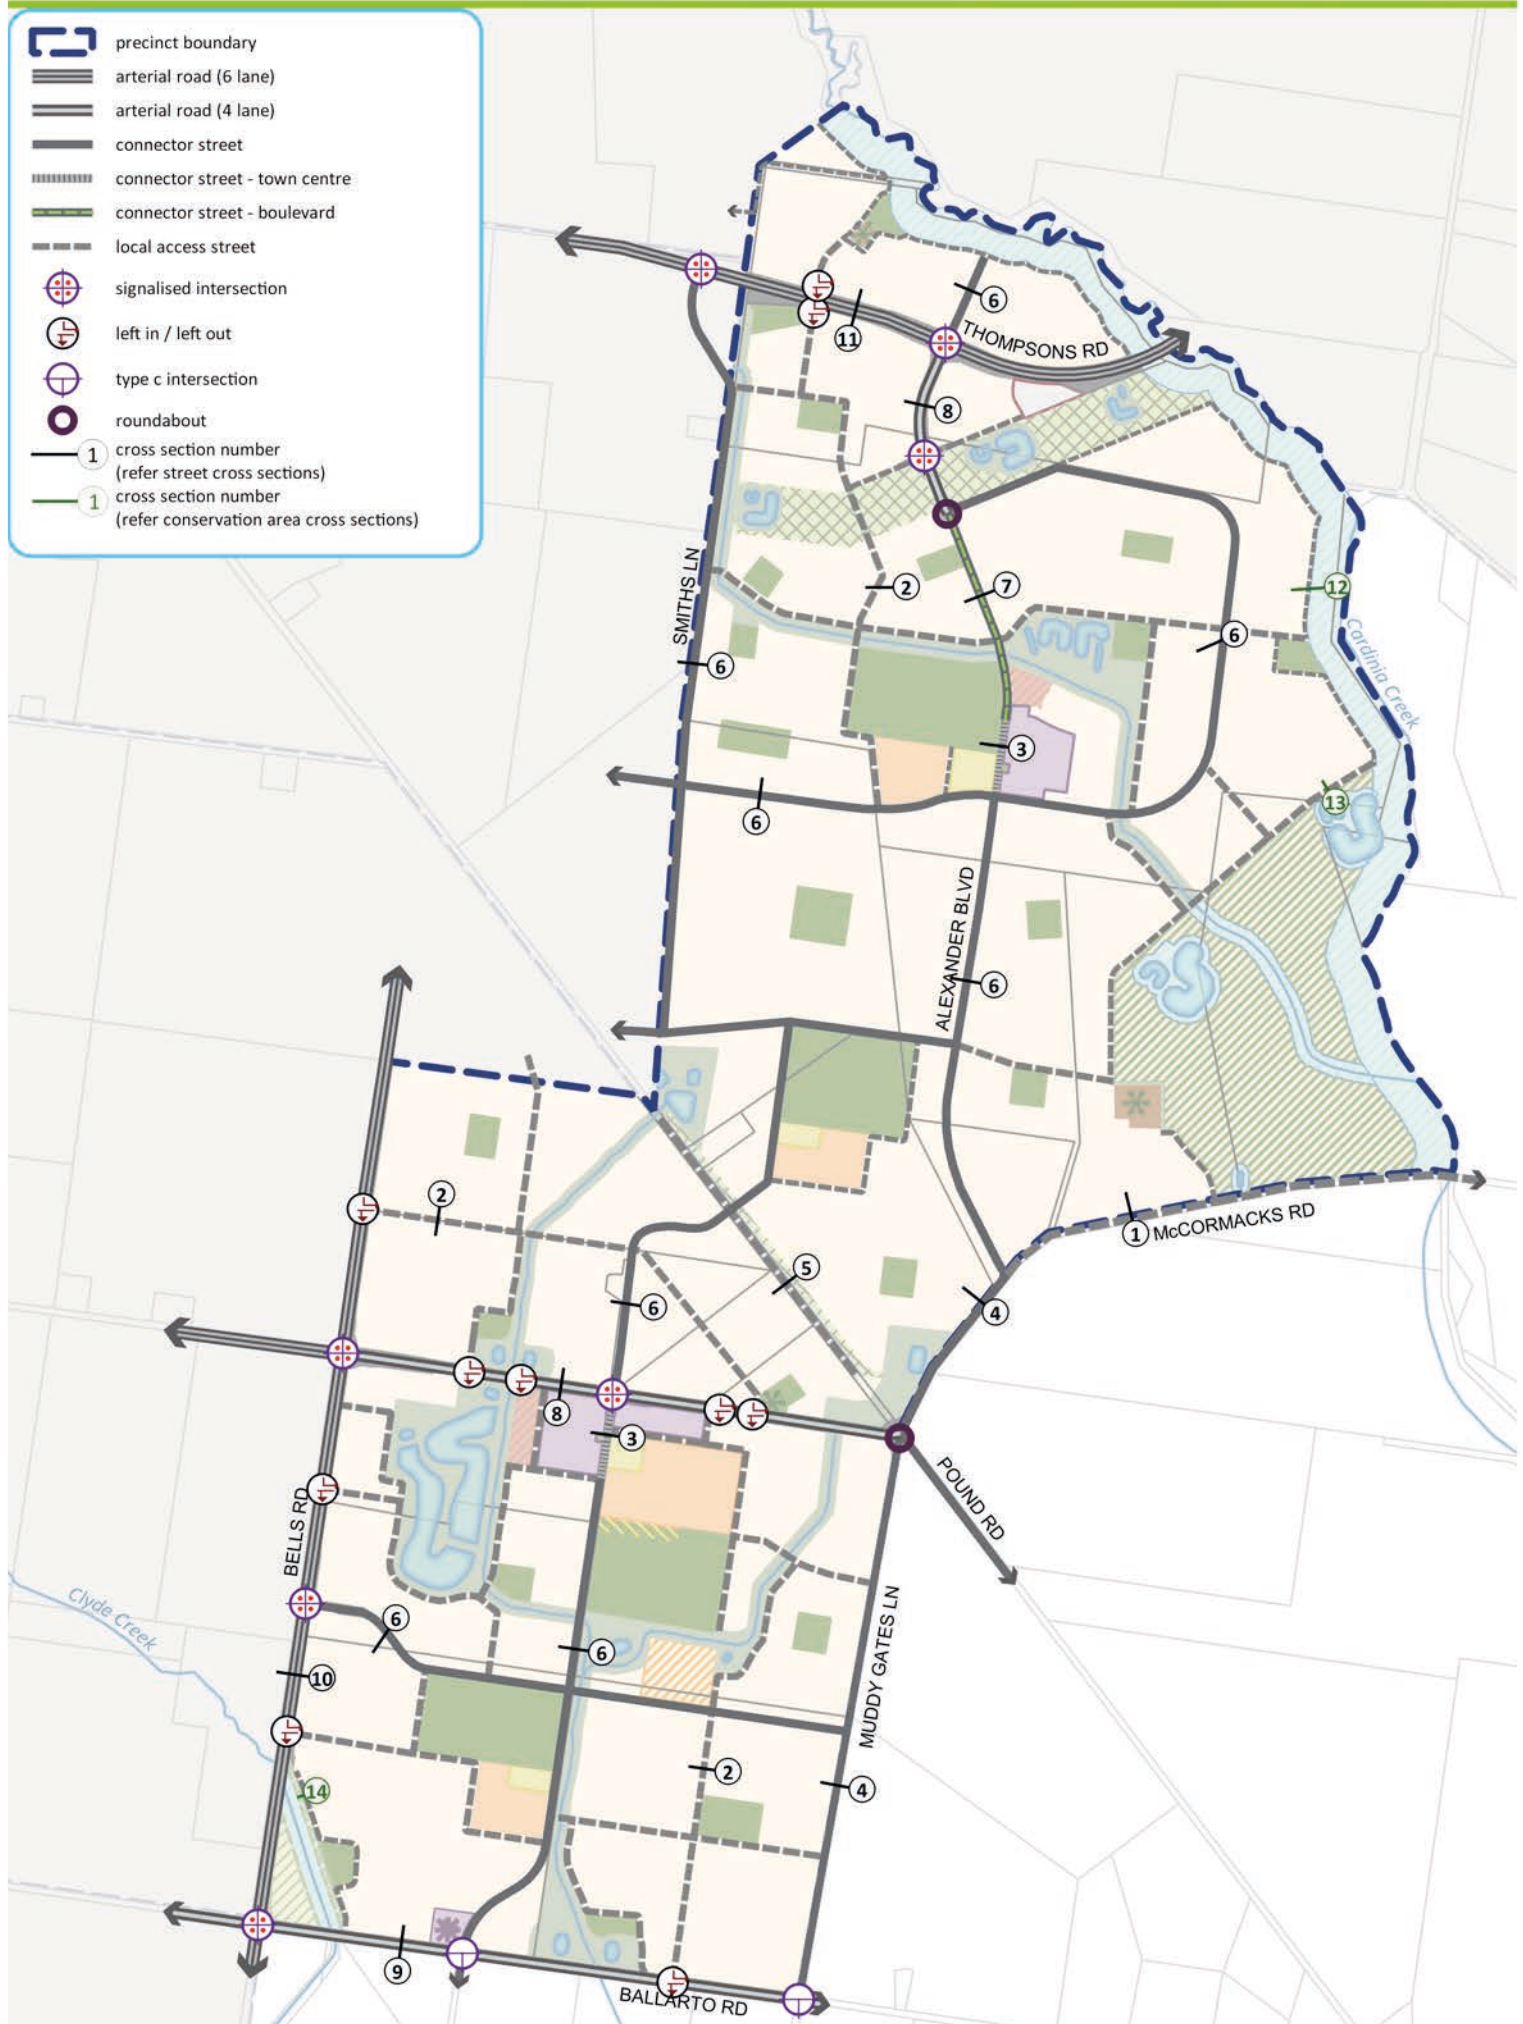 precinct boundary
arterial road (6 lane)
arterial road (4 lane)
connector street
connector street - town centre
connector street - boulevard
local access street
signalised intersection
left in / left out
type c intersection
roundabout
1 cross section number
(refer street cross sections)
1 cross section number
(refer conservation area cross sections)
6
THOMPSONS RD
11
8
SMITHS LN
2
7
12
6
Cardinia Creek
6
3
13
6
ALEXANDER BLVD
6
2
1
McCORMACKS RD
5
6
4
8
3
POUND RD
BELLS RD
Clyde Creek
6
6
MUDDY GATES LN
10
2
4
14
9
BALLARTO RD